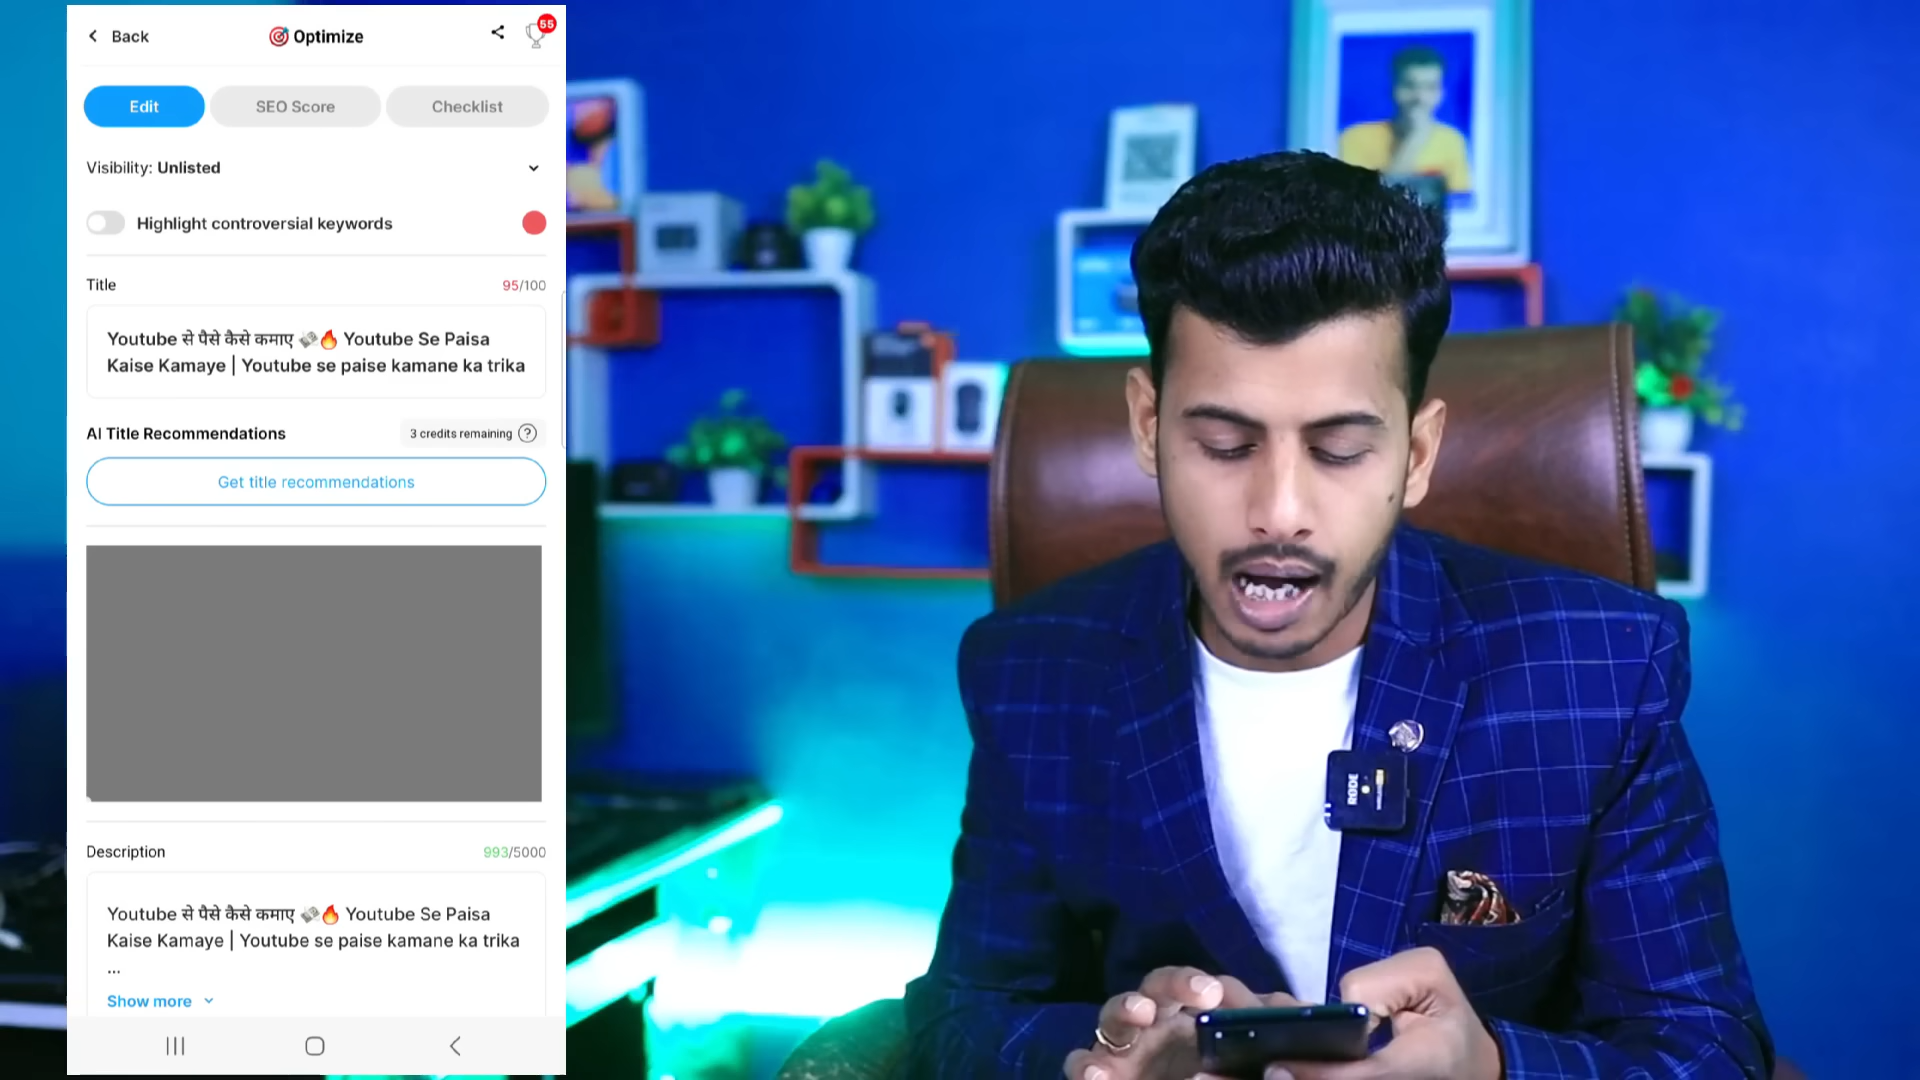 Back
Optimize
55
Edit
SEO Score
Checklist
Visibility: Unlisted
Highlight controversial keywords
Title
95/100
Youtube से पैसे कैसे कमाए 💸🔥 Youtube Se Paisa
Kaise Kamaye | Youtube se paise kamane ka trika
AI Title Recommendations
3 credits remaining ?
Get title recommendations
Description
993/5000
Youtube से पैसे कैसे कमाए 💸🔥 Youtube Se Paisa
Kaise Kamaye | Youtube se paise kamane ka trika
...
Show more
RØDE